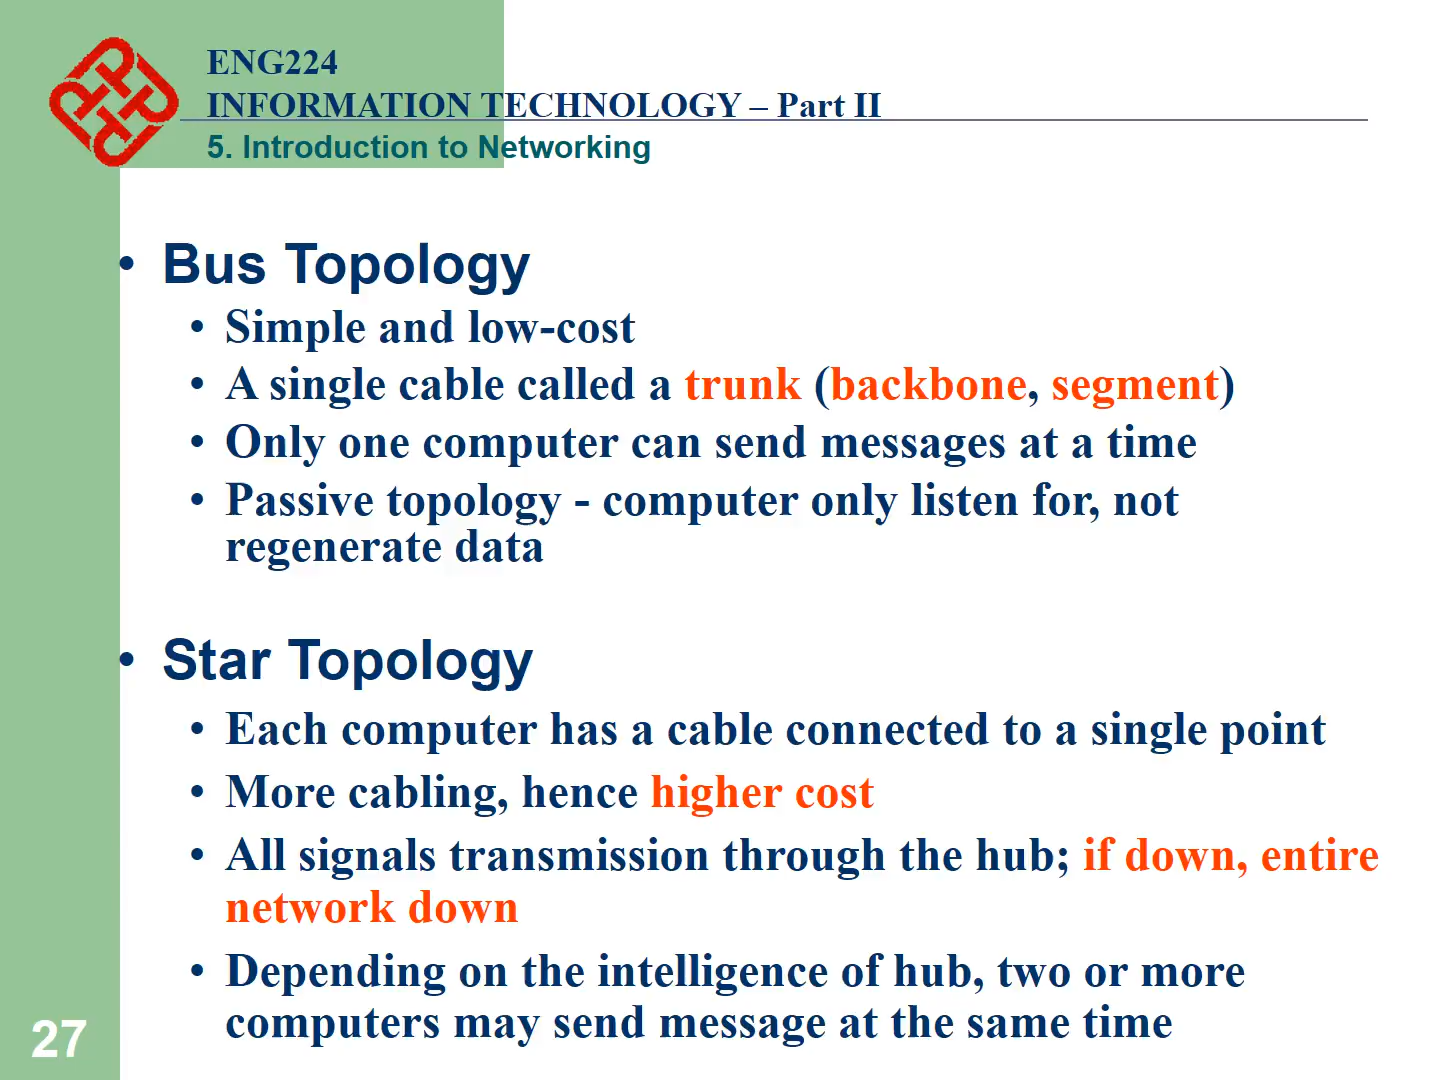 ENG224
INFORMATION TECHNOLOGY – Part II
5. Introduction to Networking
• Bus Topology
• Simple and low-cost
• A single cable called a trunk (backbone, segment)
• Only one computer can send messages at a time
• Passive topology - computer only listen for, not
regenerate data
• Star Topology
• Each computer has a cable connected to a single point
• More cabling, hence higher cost
• All signals transmission through the hub; if down, entire
network down
• Depending on the intelligence of hub, two or more
computers may send message at the same time
27